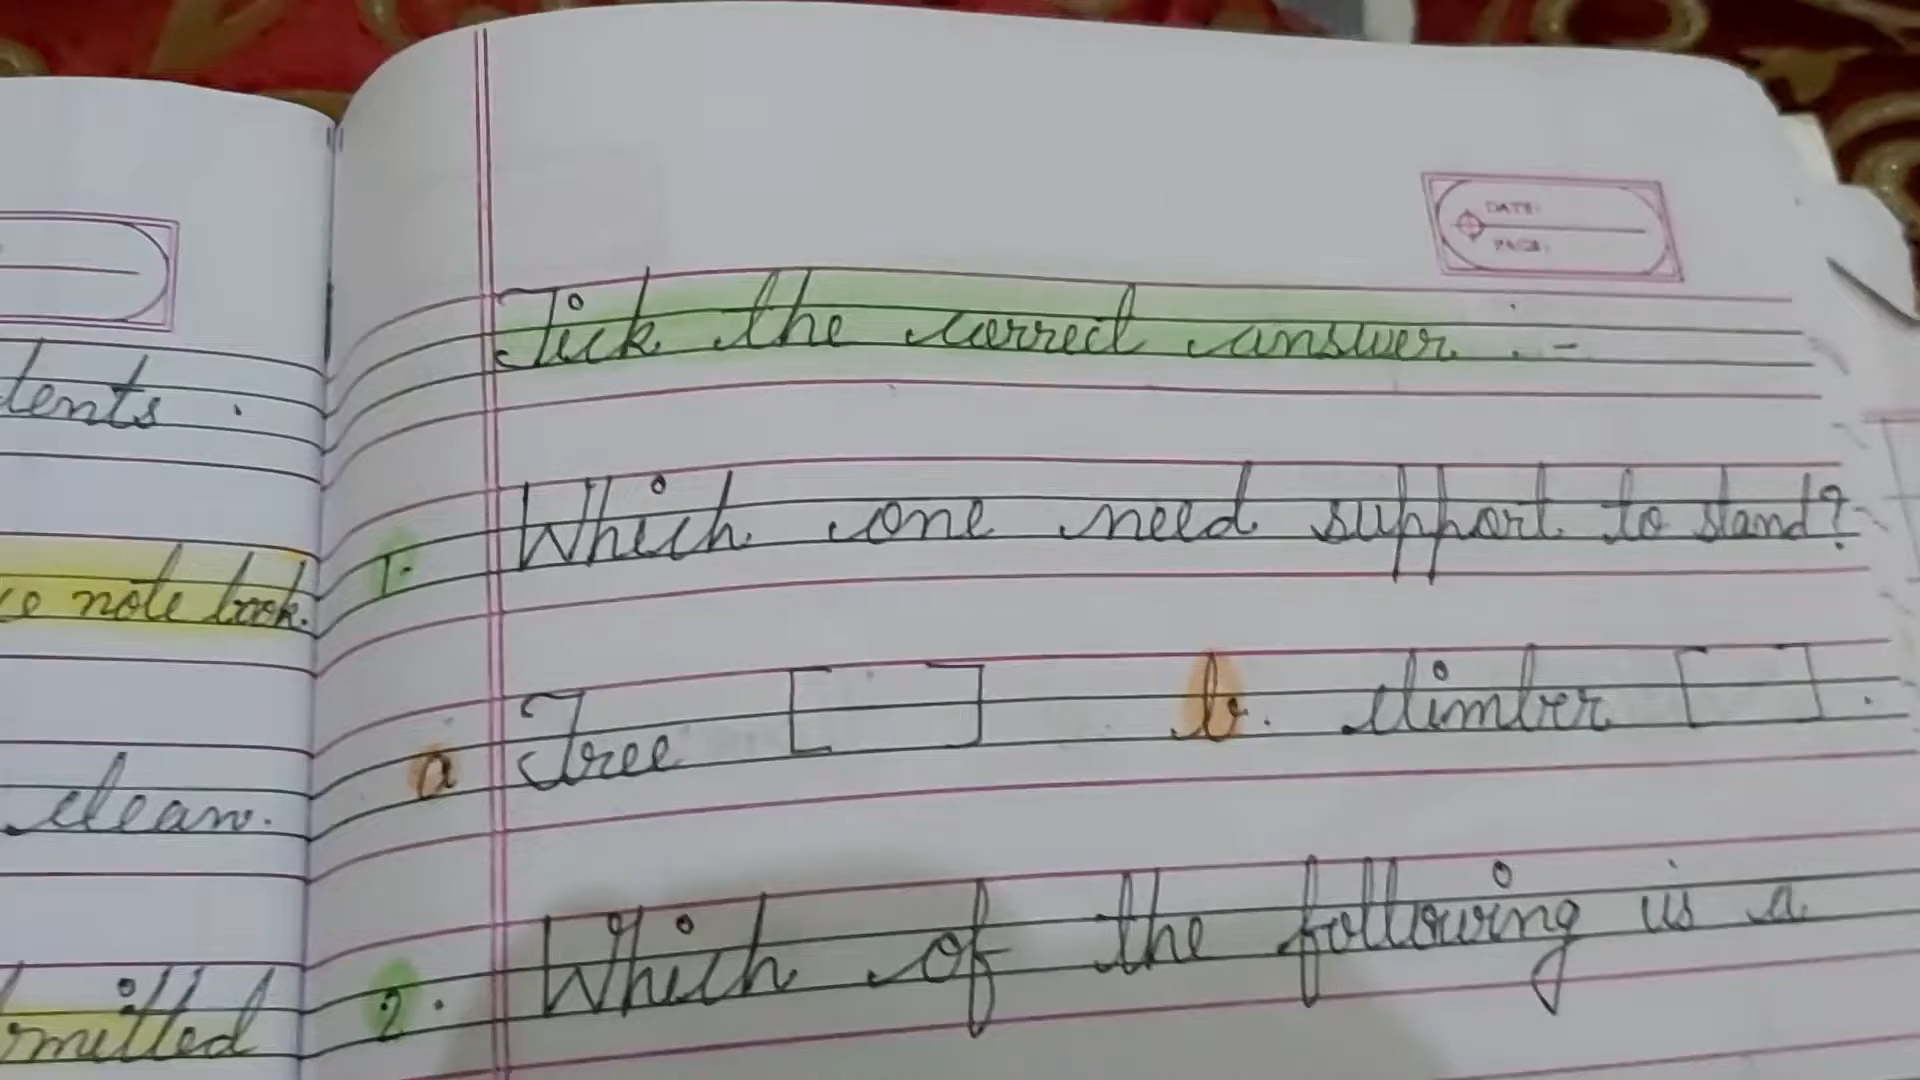 tents.
note book.
clean.
DATE:
PAGE:
Tick the correct answer :-
1. Which one need support to stand?
a Tree b. climber .
2. Which of the following is a